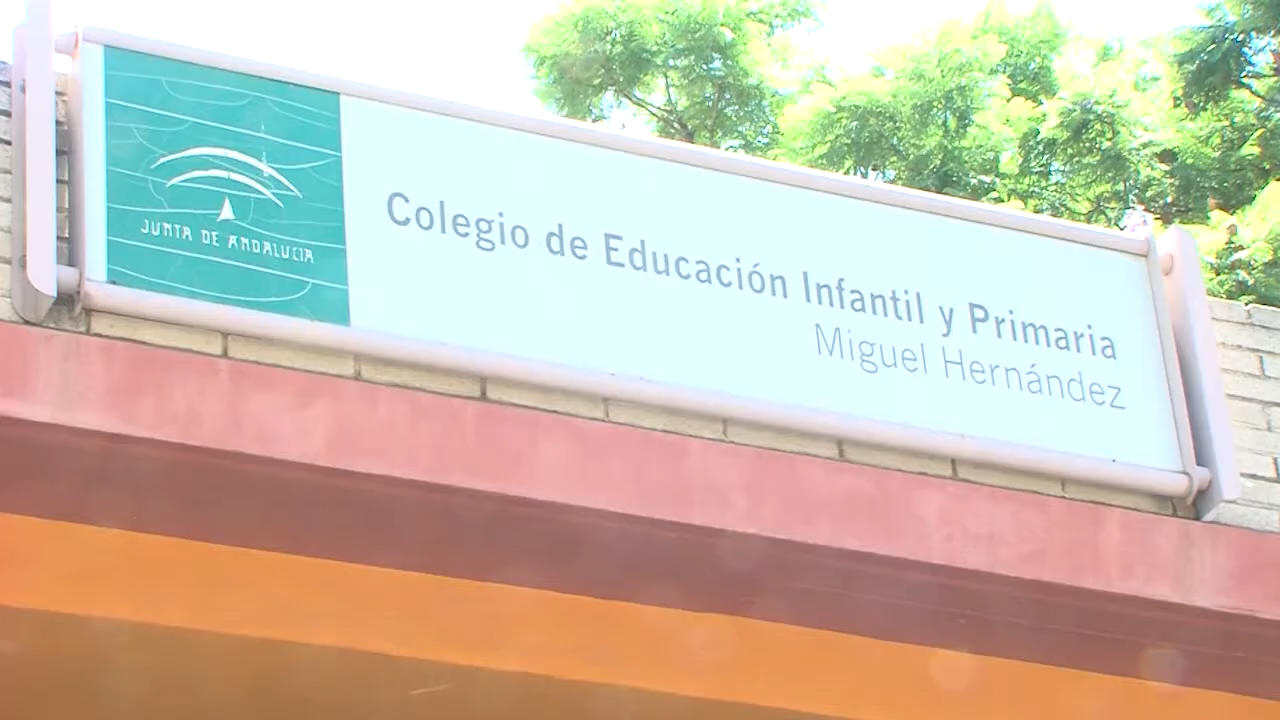 JUNTA DE ANDALUCIA
Colegio de Educación Infantil y Primaria
Miguel Hernández